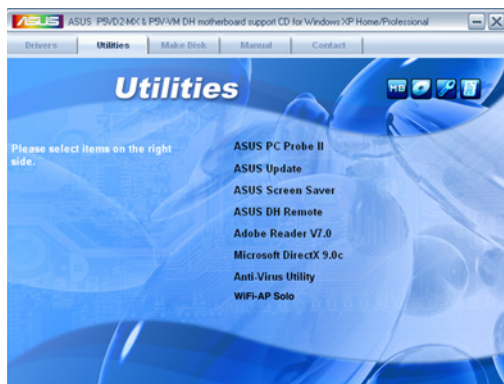 ASUS P5VD2-MX & P5V-VM DH motherboard support CD for Windows XP Home/Professional
Drivers Utilities Make Disk Manual Contact
Utilities
MB
Please select items on the right
side.
ASUS PC Probe II
ASUS Update
ASUS Screen Saver
ASUS DH Remote
Adobe Reader V7.0
Microsoft DirectX 9.0c
Anti-Virus Utility
WiFi-AP Solo